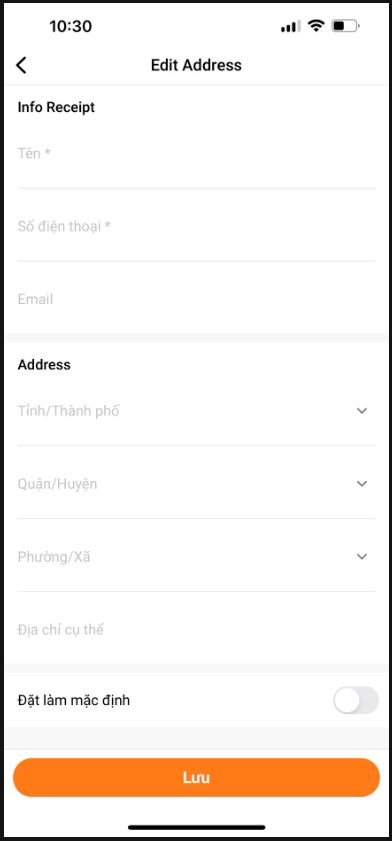 10:30
Edit Address
Info Receipt
Tên *
Số điện thoại *
Email
Address
Tỉnh/Thành phố
Quận/Huyện
Phường/Xã
Địa chỉ cụ thể
Đặt làm mặc định
Lưu